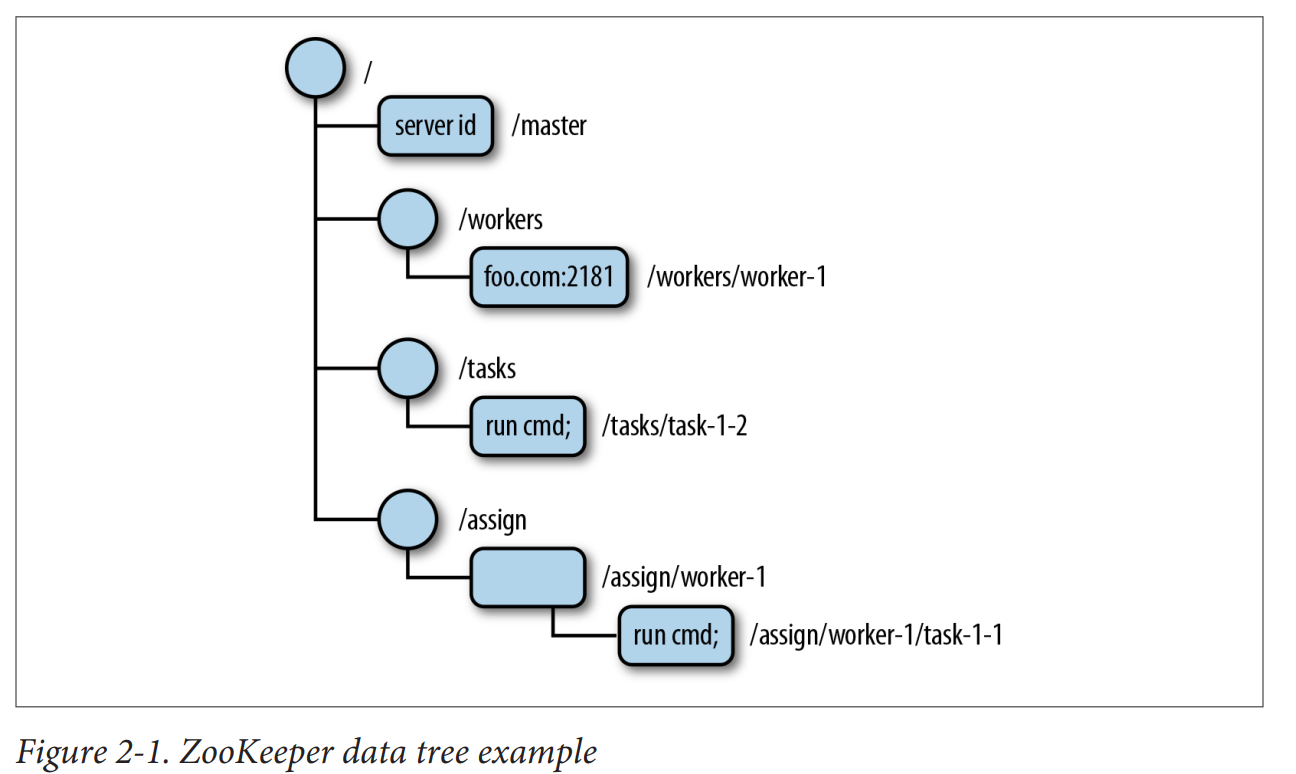 /
server id /master
/workers
foo.com:2181 /workers/worker-1
/tasks
run cmd; /tasks/task-1-2
/assign
/assign/worker-1
run cmd; /assign/worker-1/task-1-1
Figure 2-1. ZooKeeper data tree example